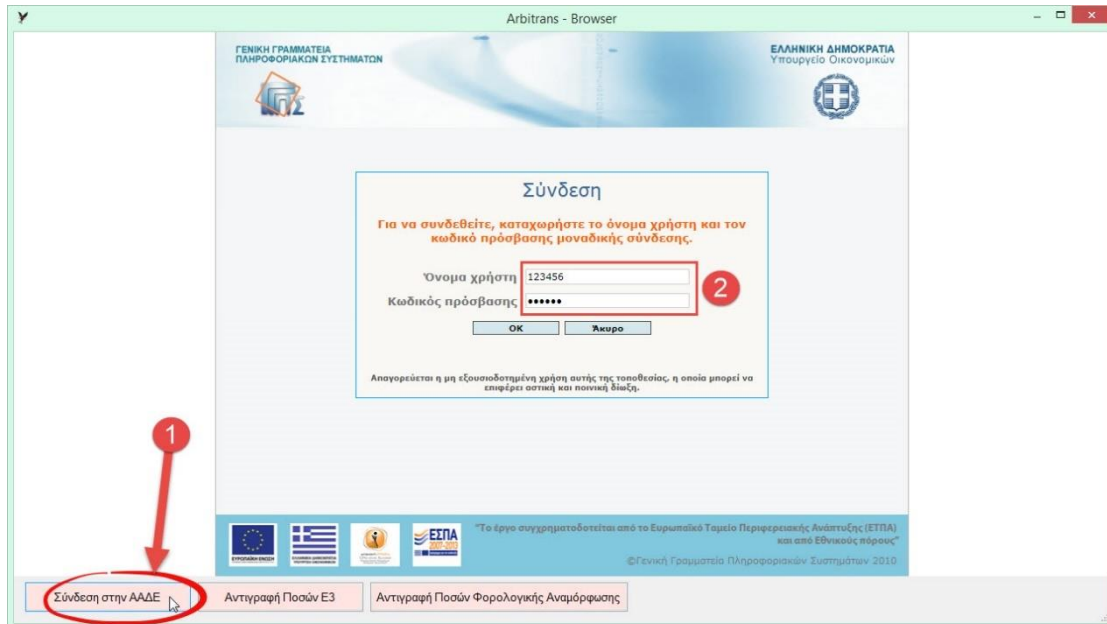 Arbitrans - Browser
ΓΕΝΙΚΗ ΓΡΑΜΜΑΤΕΙΑ
ΠΛΗΡΟΦΟΡΙΑΚΩΝ ΣΥΣΤΗΜΑΤΩΝ
ΕΛΛΗΝΙΚΗ ΔΗΜΟΚΡΑΤΙΑ
Υπουργείο Οικονομικών
Σύνδεση
Για να συνδεθείτε, καταχωρήστε το όνομα χρήστη και τον
κωδικό πρόσβασης μοναδικής σύνδεσης.
Όνομα χρήστη 123456
Κωδικός πρόσβασης ••••••
2
OK Άκυρο
Απαγορεύεται η μη εξουσιοδοτημένη χρήση αυτής της τοποθεσίας, η οποία μπορεί να
επιφέρει αστική και ποινική δίωξη.
1
ΕΥΡΩΠΑΪΚΗ ΕΝΩΣΗ
ΕΣΠΑ
2007-2013
"Το έργο συγχρηματοδοτείται από το Ευρωπαϊκό Ταμείο Περιφερειακής Ανάπτυξης (ΕΤΠΑ)
και από Εθνικούς πόρους"
©Γενική Γραμματεία Πληροφοριακών Συστημάτων 2010
Σύνδεση στην ΑΑΔΕ Αντιγραφή Ποσών Ε3 Αντιγραφή Ποσών Φορολογικής Αναμόρφωσης